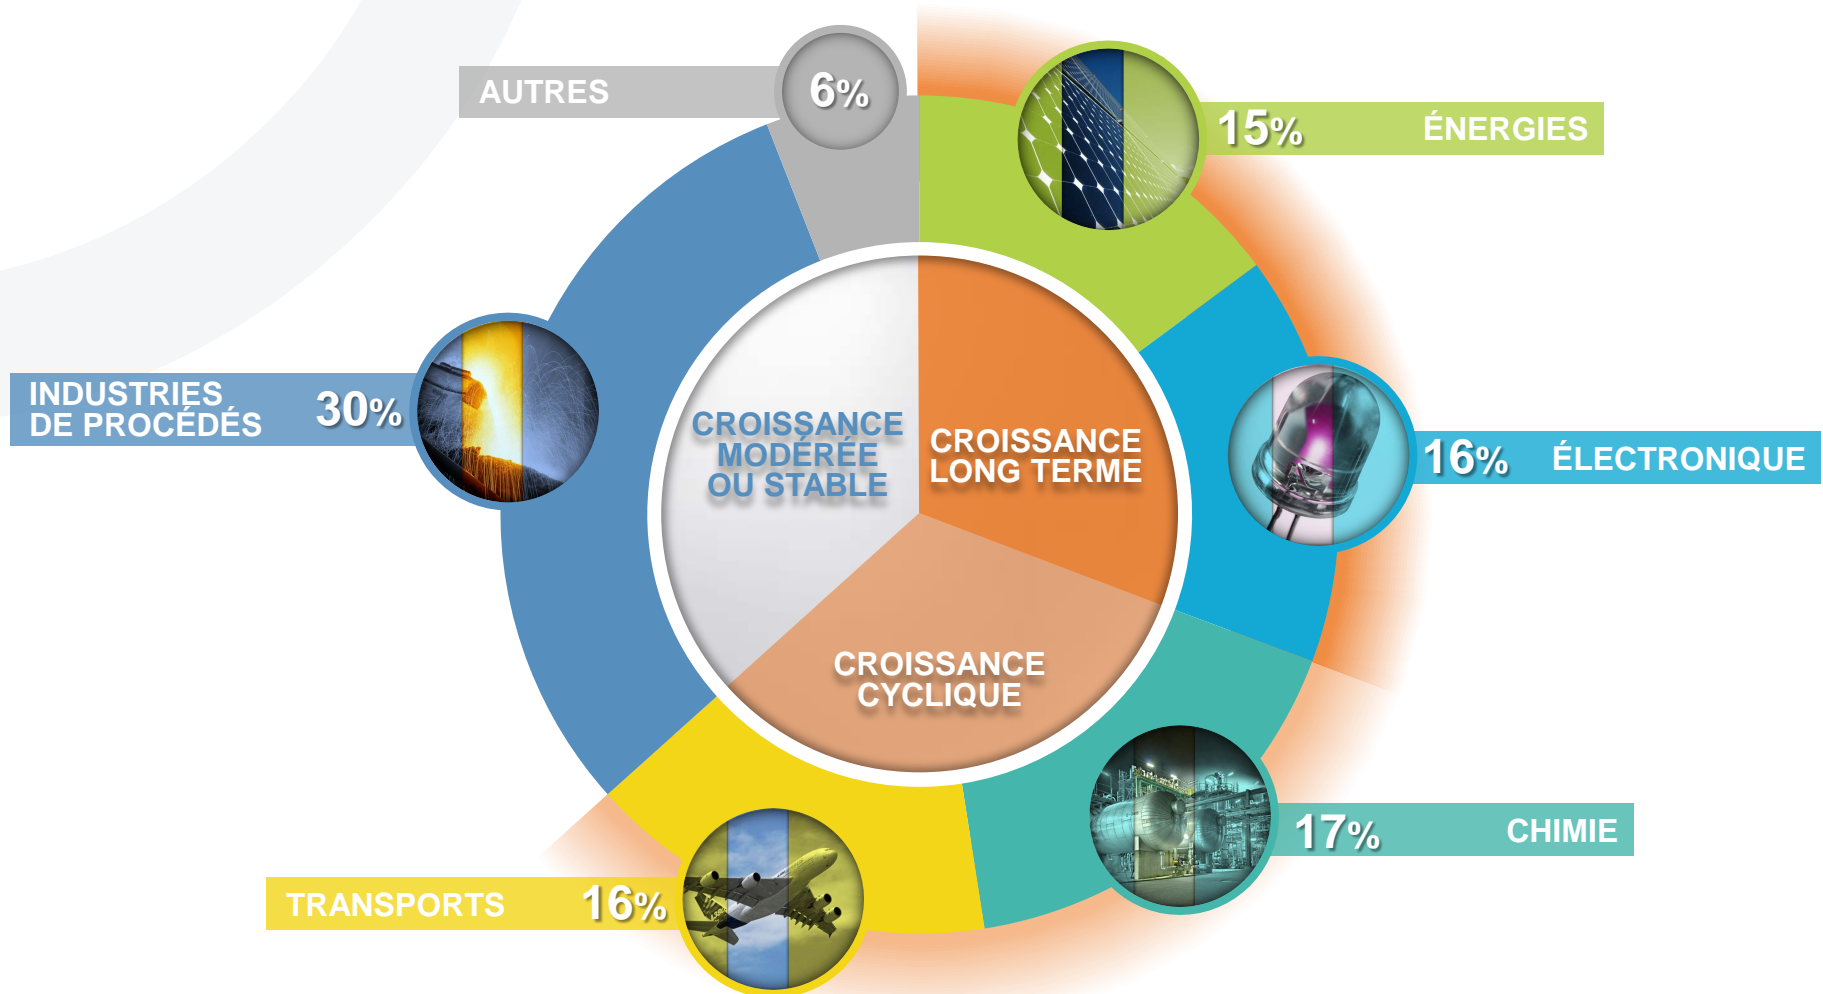 AUTRES
6%
15%
ÉNERGIES
INDUSTRIES
DE PROCÉDÉS
30%
CROISSANCE
MODÉRÉE
OU STABLE
CROISSANCE
LONG TERME
16%
ÉLECTRONIQUE
CROISSANCE
CYCLIQUE
17%
CHIMIE
TRANSPORTS
16%